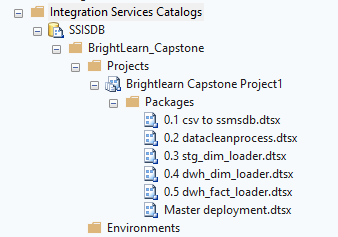 Integration Services Catalogs
SSISDB
BrightLearn_Capstone
Projects
Brightlearn Capstone Project1
Packages
0.1 csv to ssmsdb.dtsx
0.2 datacleanprocess.dtsx
0.3 stg_dim_loader.dtsx
0.4 dwh_dim_loader.dtsx
0.5 dwh_fact_loader.dtsx
Master deployment.dtsx
Environments